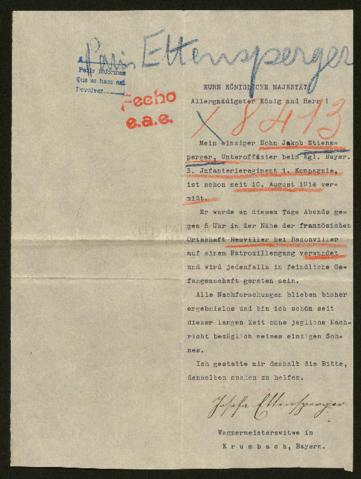 Paris Ettensperger
Fecho
e.a.e.
EURE KÖNIGLICHE MAJESTÄT
Allergnädigster König und Herr!
X 8413
Mein einziger Sohn Jakob Ettens-
perger, Unteroffizier beim Kgl. Bayer.
3. Infanterieregiment 1. Kompagnie,
ist schon seit 10. August 1914 ver-
mißt.
Er wurde an diesem Tage Abends ge-
gen 8 Uhr in der Nähe der französischen
Ortschaft Neuviller bei Badonviller
auf einem Patrouillengang verwundet
und wird jedenfalls in feindliche Ge-
fangenschaft geraten sein.
Alle Nachforschungen blieben bisher
ergebnislos und bin ich schon seit
dieser langen Zeit ohne jegliche Nach-
richt bezüglich meines einzigen Soh-
nes.
Ich gestatte mir deshalb die Bitte,
demselben suchen zu helfen.
Josefa Ettensperger
Wagnermeisterswitwe in
Krumbach, Bayern.